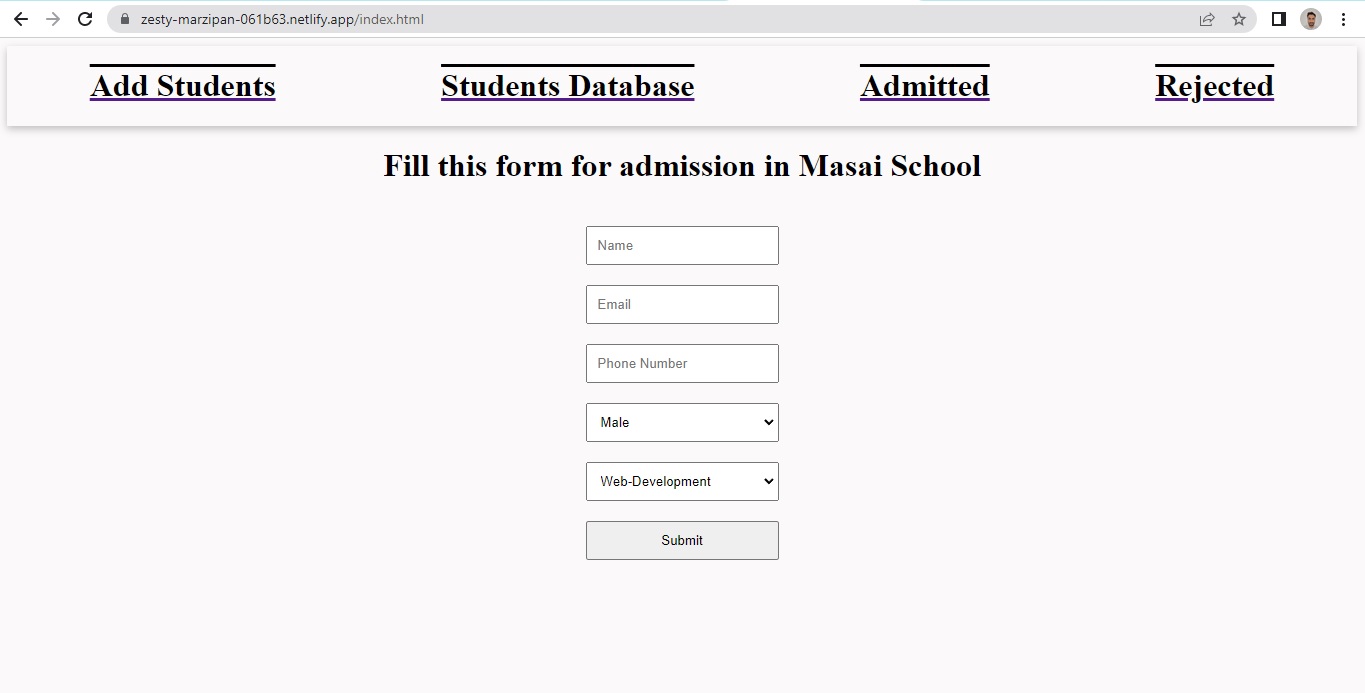 zesty-marzipan-061b63.netlify.app/index.html
Add Students Students Database Admitted Rejected
Fill this form for admission in Masai School
Name
Email
Phone Number
Male
Web-Development
Submit